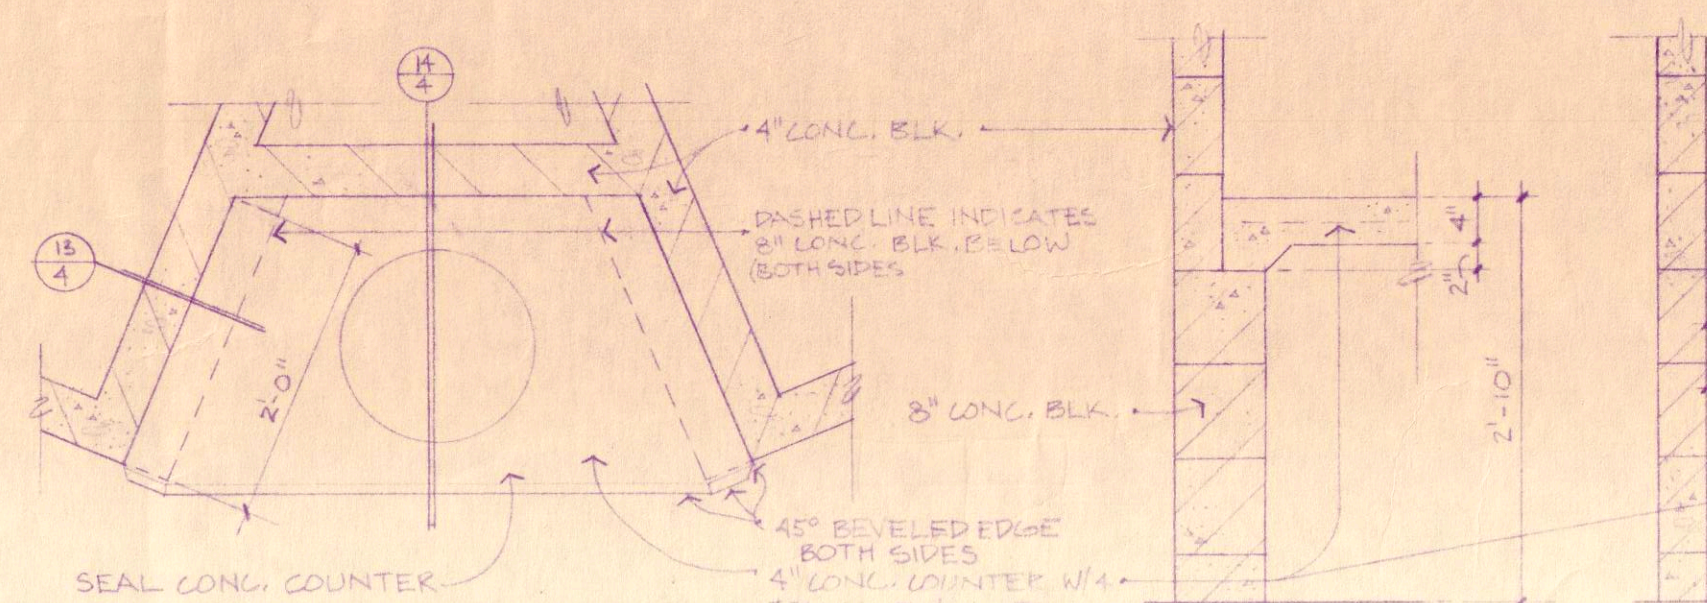 14
4
4" CONC. BLK.
DASHED LINE INDICATES
8" CONC. BLK. BELOW
(BOTH SIDES
13
4
2'-0"
4"
2"
2'-10"
8" CONC. BLK.
45° BEVELED EDGE
BOTH SIDES
SEAL CONC. COUNTER
4" CONC. COUNTER W/4